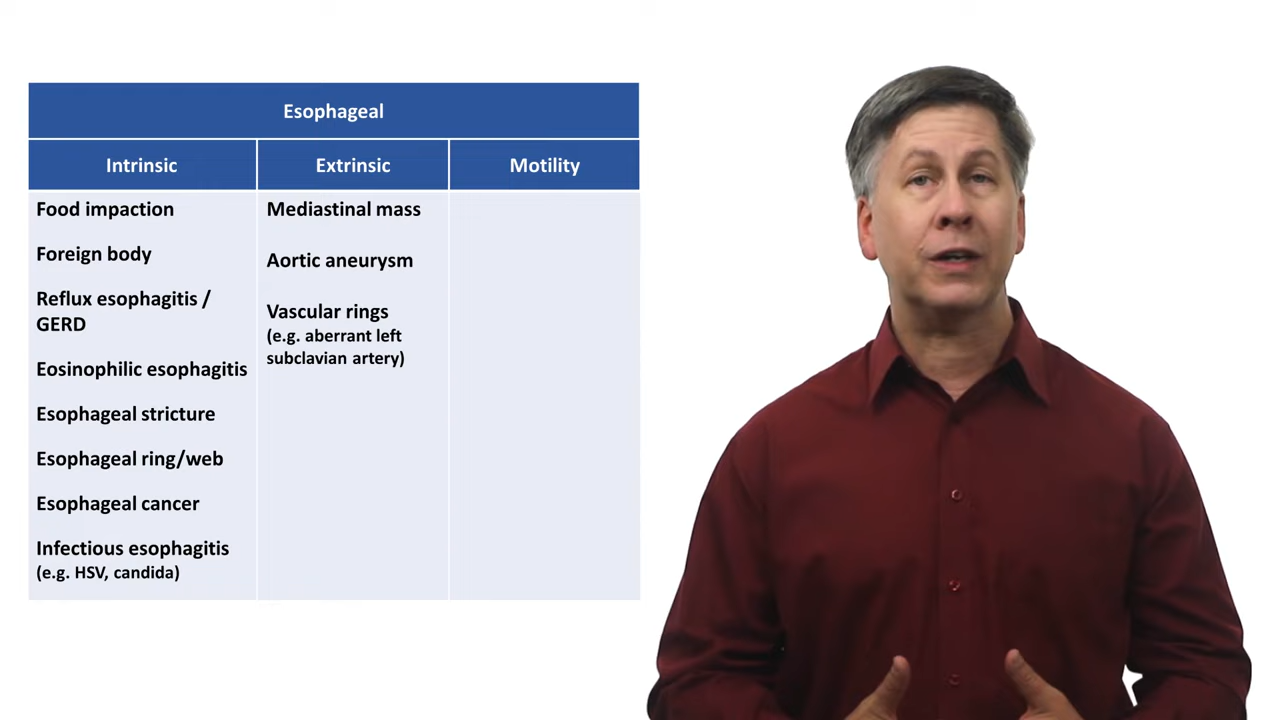 Esophageal
Intrinsic
Extrinsic
Motility
Food impaction
Foreign body
Reflux esophagitis /
GERD
Eosinophilic esophagitis
Esophageal stricture
Esophageal ring/web
Esophageal cancer
Infectious esophagitis
(e.g. HSV, candida)
Mediastinal mass
Aortic aneurysm
Vascular rings
(e.g. aberrant left
subclavian artery)